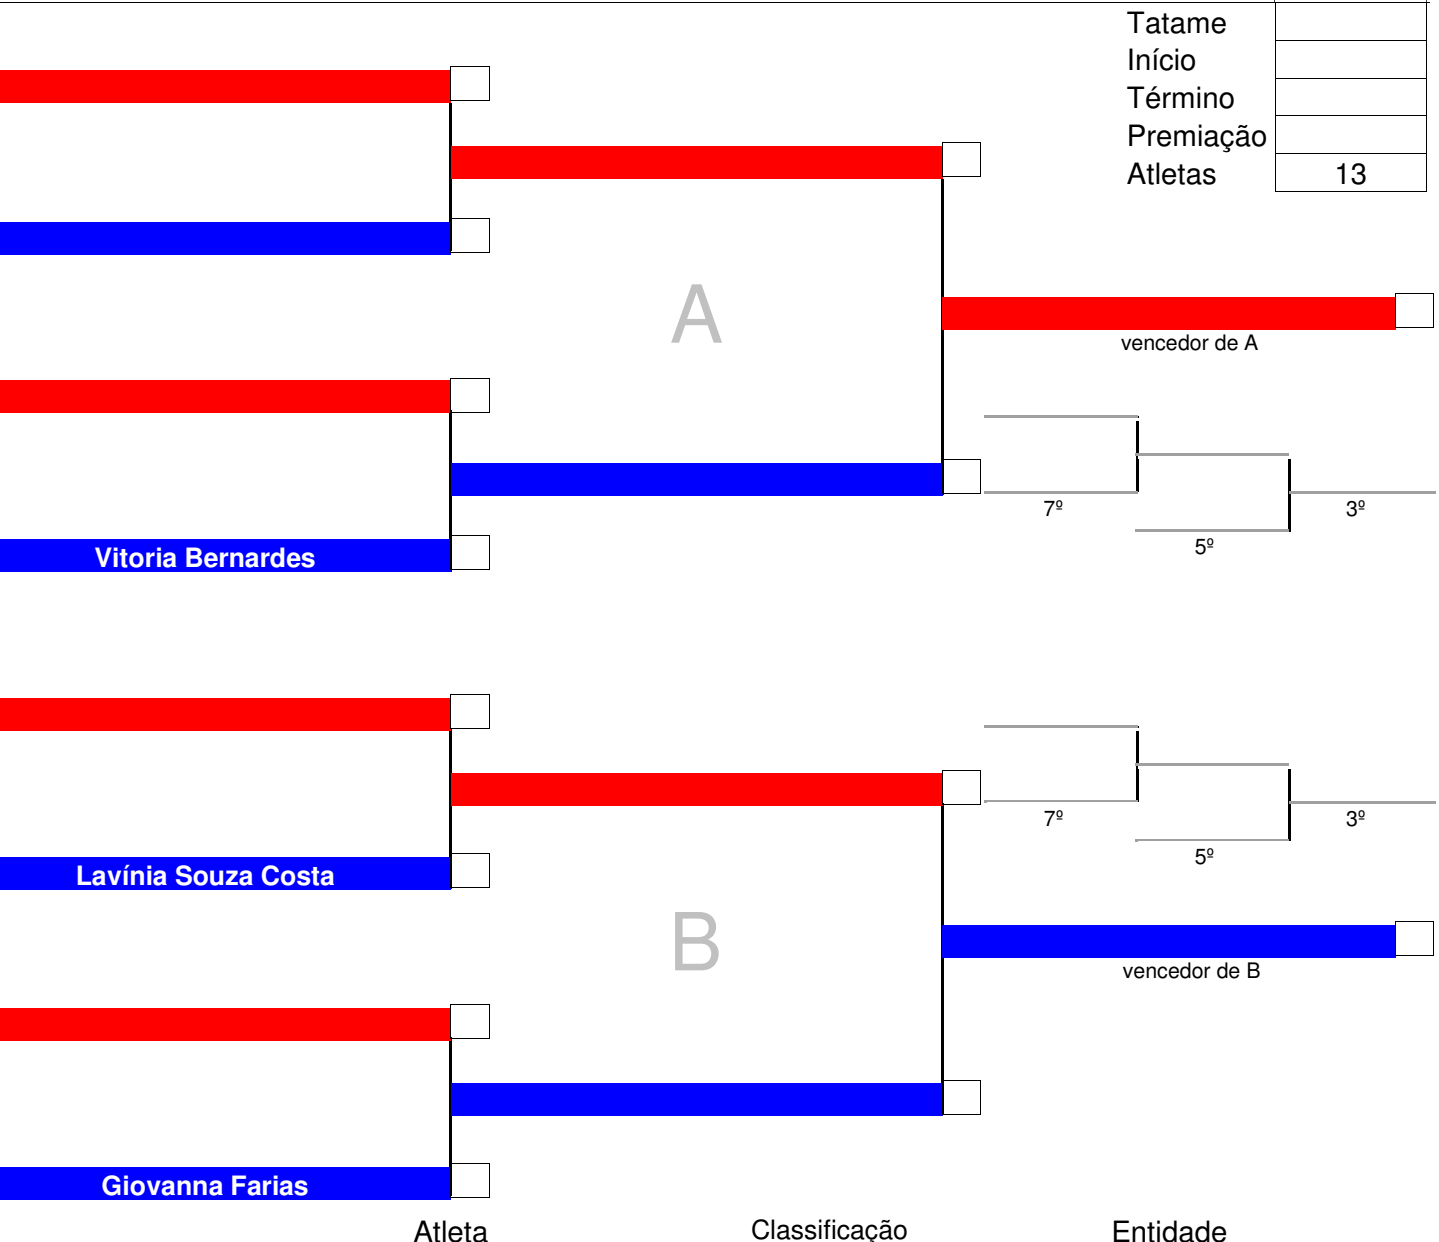 Tatame
Início
Término
Premiação
Atletas 13
A
vencedor de A
7º 3º
5º
Vitoria Bernardes
7º 3º
5º
Lavínia Souza Costa
B
vencedor de B
Giovanna Farias
Atleta Classificação Entidade